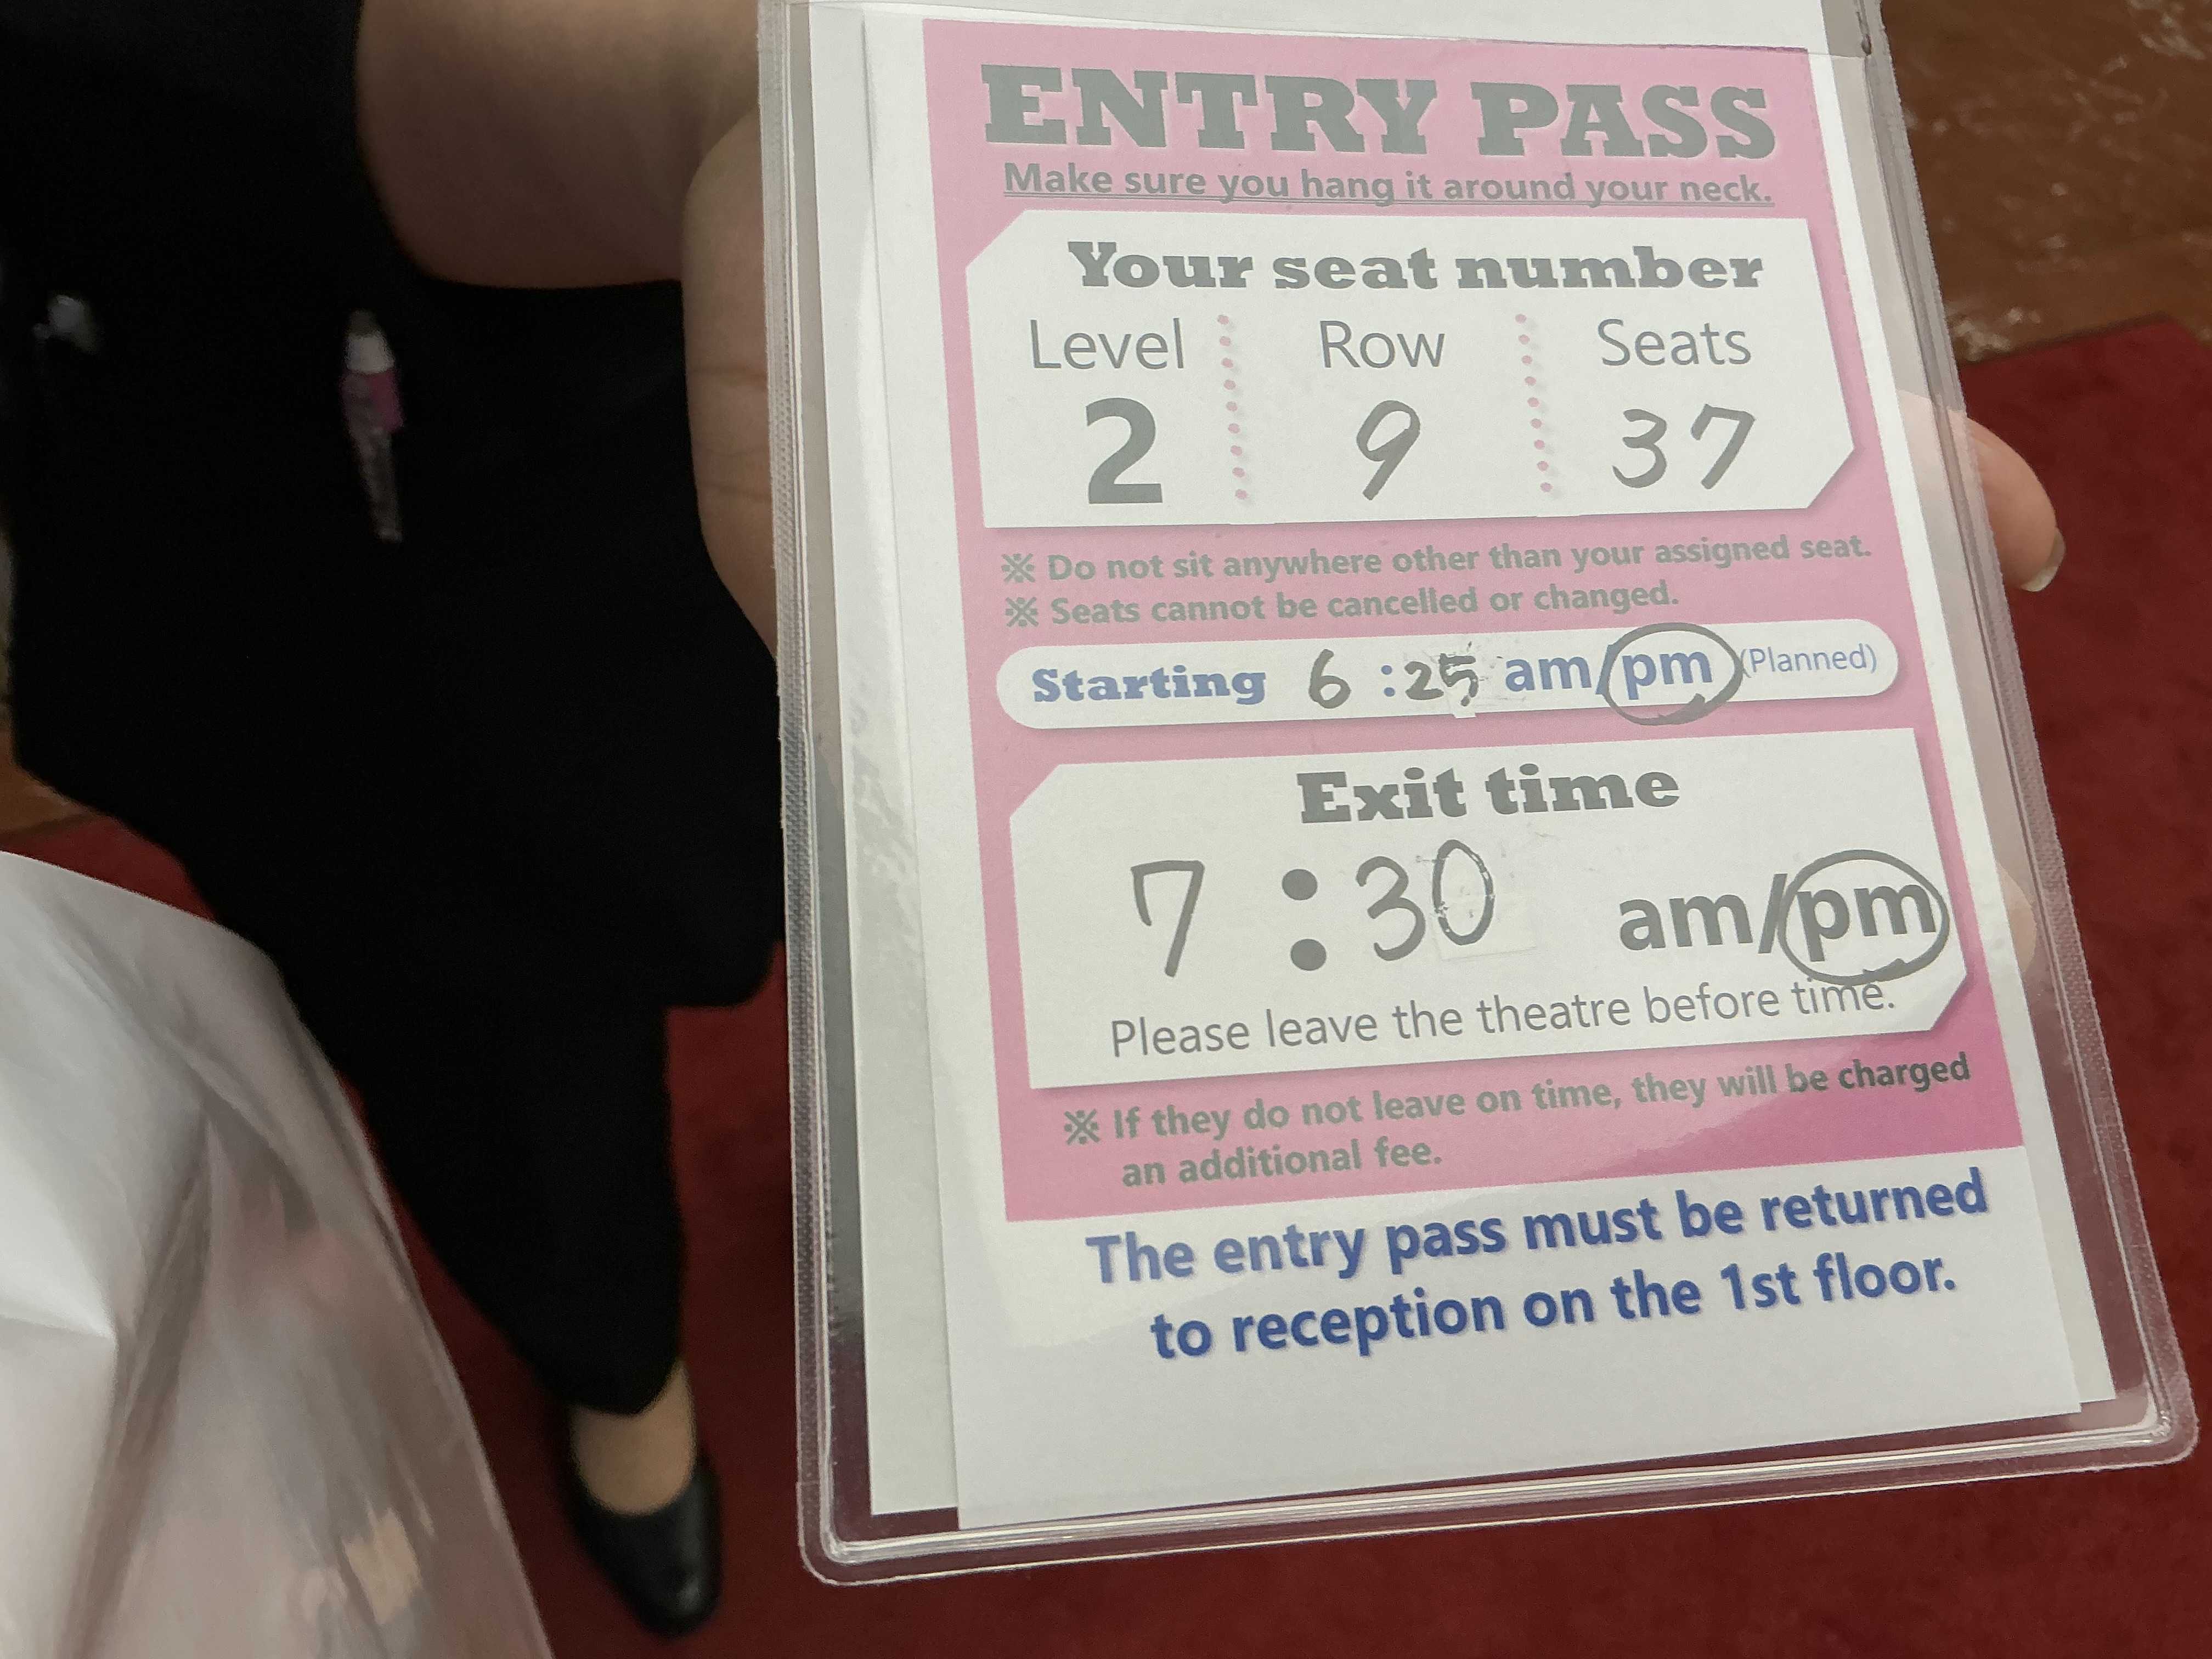 ENTRY PASS
Make sure you hang it around your neck.
Your seat number
Level Row Seats
2 9 37
※ Do not sit anywhere other than your assigned seat.
※ Seats cannot be cancelled or changed.
Starting 6:25 am/pm (Planned)
Exit time
7:30 am/pm
Please leave the theatre before time.
※ If they do not leave on time, they will be charged
an additional fee.
The entry pass must be returned
to reception on the 1st floor.